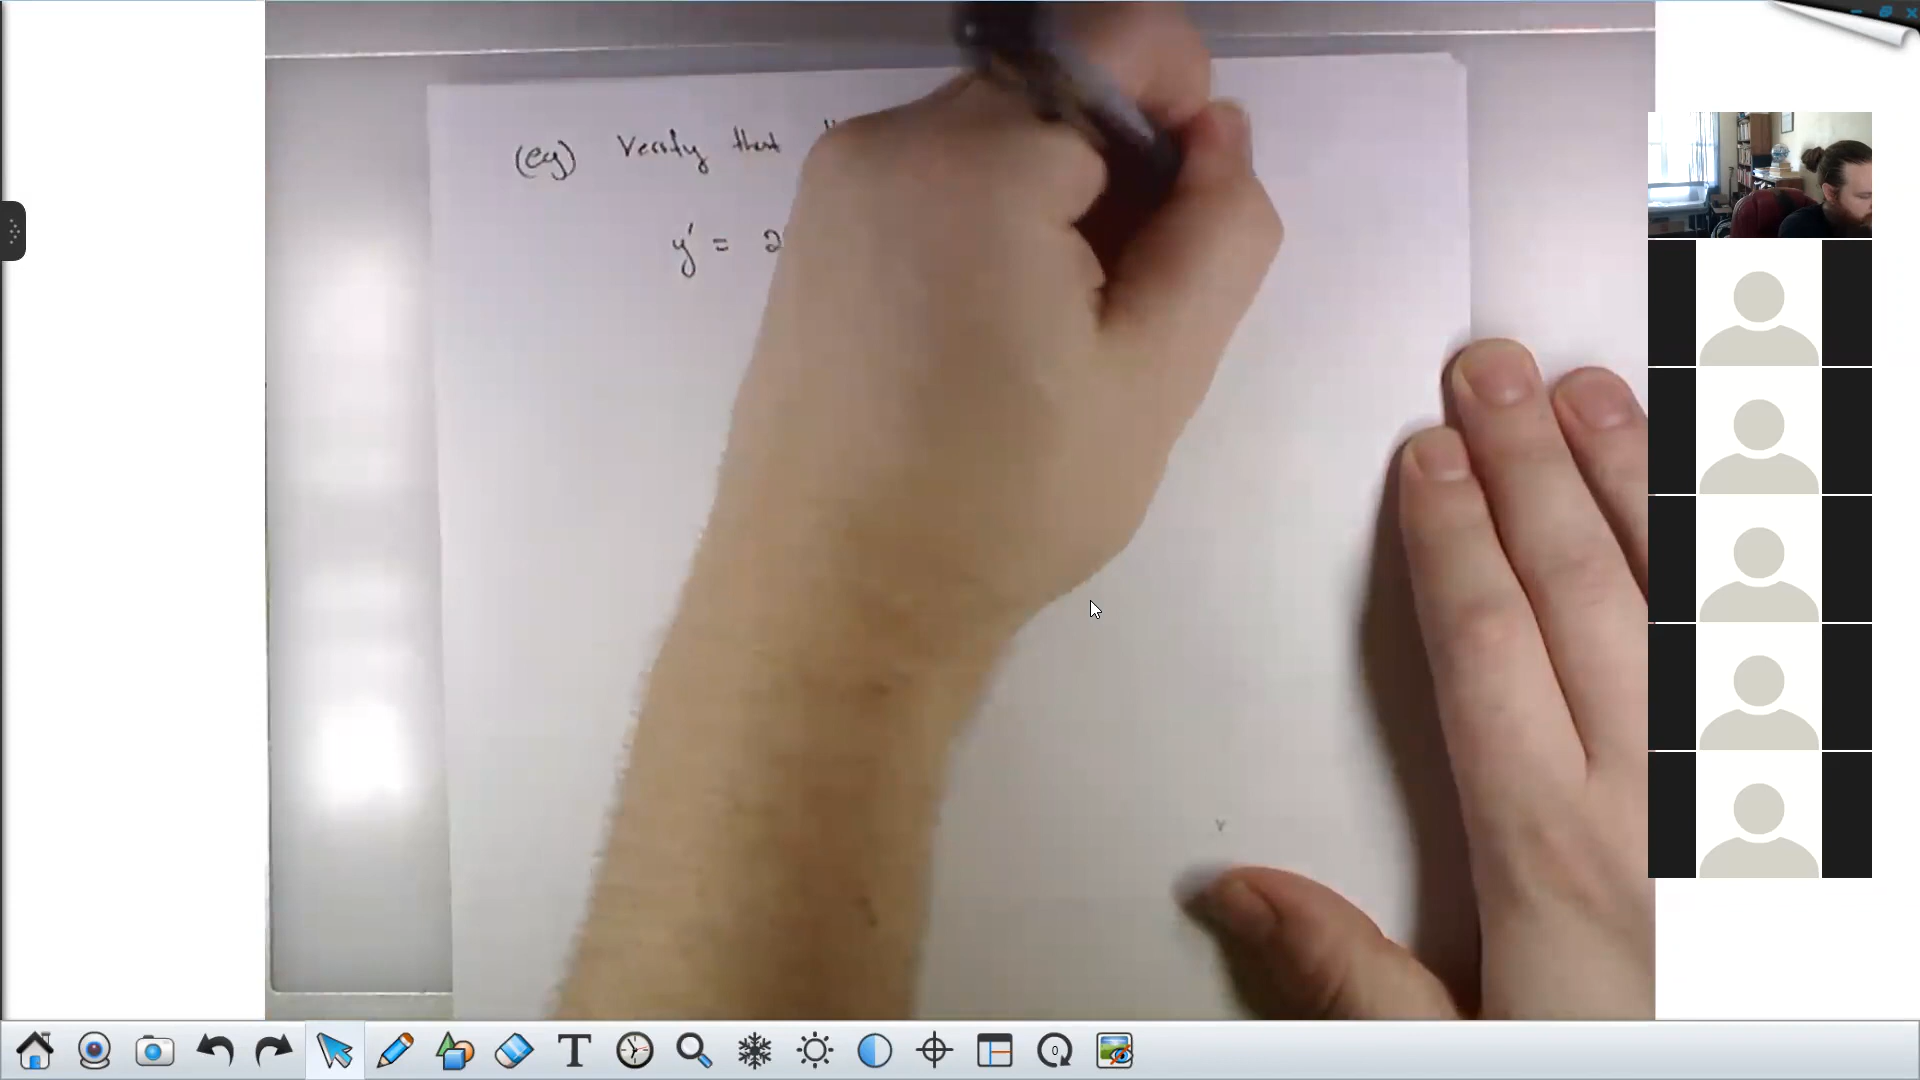 (eg) Verify that
y' = 2